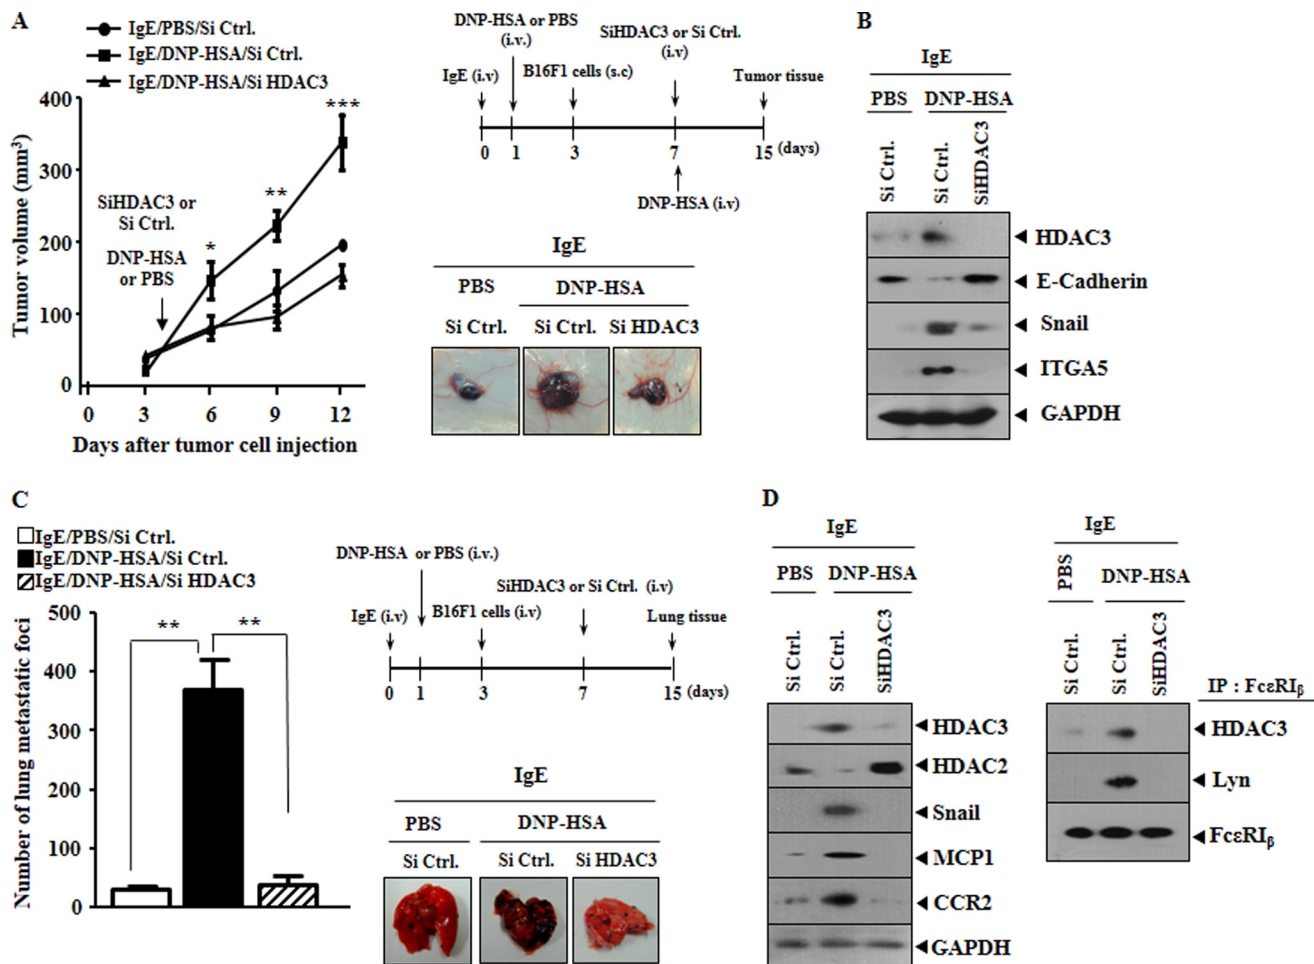 A
IgE/PBS/Si Ctrl.
IgE/DNP-HSA/Si Ctrl.
IgE/DNP-HSA/Si HDAC3
Tumor volume (mm³)
400
300
200
100
0
***
**
*
SiHDAC3 or
Si Ctrl.
DNP-HSA
or PBS
0 3 6 9 12
Days after tumor cell injection
DNP-HSA or PBS
(i.v.)
SiHDAC3 or Si Ctrl.
(i.v)
IgE (i.v)
B16F1 cells (s.c)
Tumor tissue
0 1 3 7 15 (days)
DNP-HSA (i.v)
IgE
PBS DNP-HSA
Si Ctrl. Si Ctrl. Si HDAC3
B
IgE
PBS DNP-HSA
Si Ctrl. Si Ctrl. SiHDAC3
HDAC3
E-Cadherin
Snail
ITGA5
GAPDH
C
IgE/PBS/Si Ctrl.
IgE/DNP-HSA/Si Ctrl.
IgE/DNP-HSA/Si HDAC3
Number of lung metastatic foci
500
400
300
200
100
0
** **
DNP-HSA or PBS (i.v.)
SiHDAC3 or Si Ctrl. (i.v)
IgE (i.v)
B16F1 cells (i.v)
Lung tissue
0 1 3 7 15 (days)
IgE
PBS DNP-HSA
Si Ctrl. Si Ctrl. Si HDAC3
D
IgE
PBS DNP-HSA
Si Ctrl. Si Ctrl. SiHDAC3
HDAC3
HDAC2
Snail
MCP1
CCR2
GAPDH
IgE
PBS DNP-HSA
Si Ctrl. Si Ctrl. SiHDAC3
IP : FcεRIβ
HDAC3
Lyn
FcεRIβ